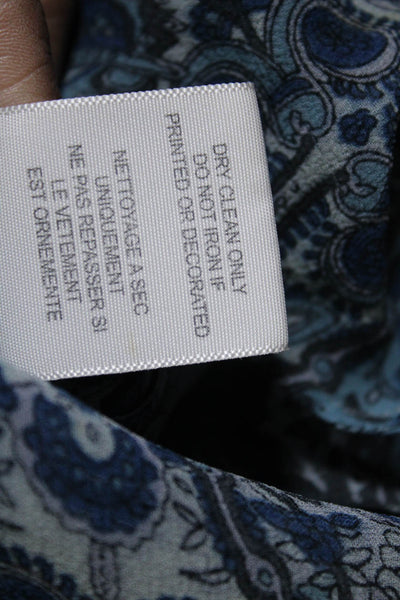 DRY CLEAN ONLY
DO NOT IRON IF
PRINTED OR DECORATED
NETTOYAGE A SEC
UNIQUEMENT
NE PAS REPASSER SI
LE VETEMENT
EST ORNEMENTE